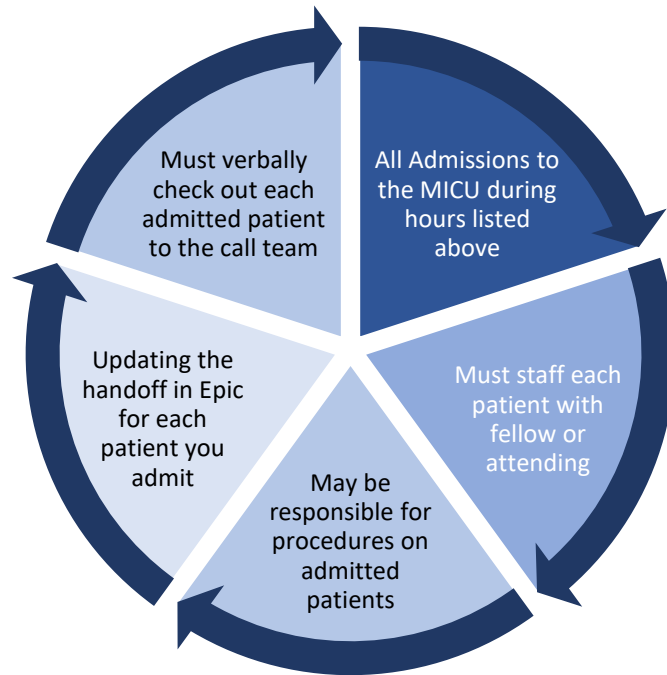 All Admissions to
the MICU during
hours listed
above
Must staff each
patient with
fellow or
attending
May be
responsible for
procedures on
admitted
patients
Updating the
handoff in Epic
for each
patient you
admit
Must verbally
check out each
admitted patient
to the call team